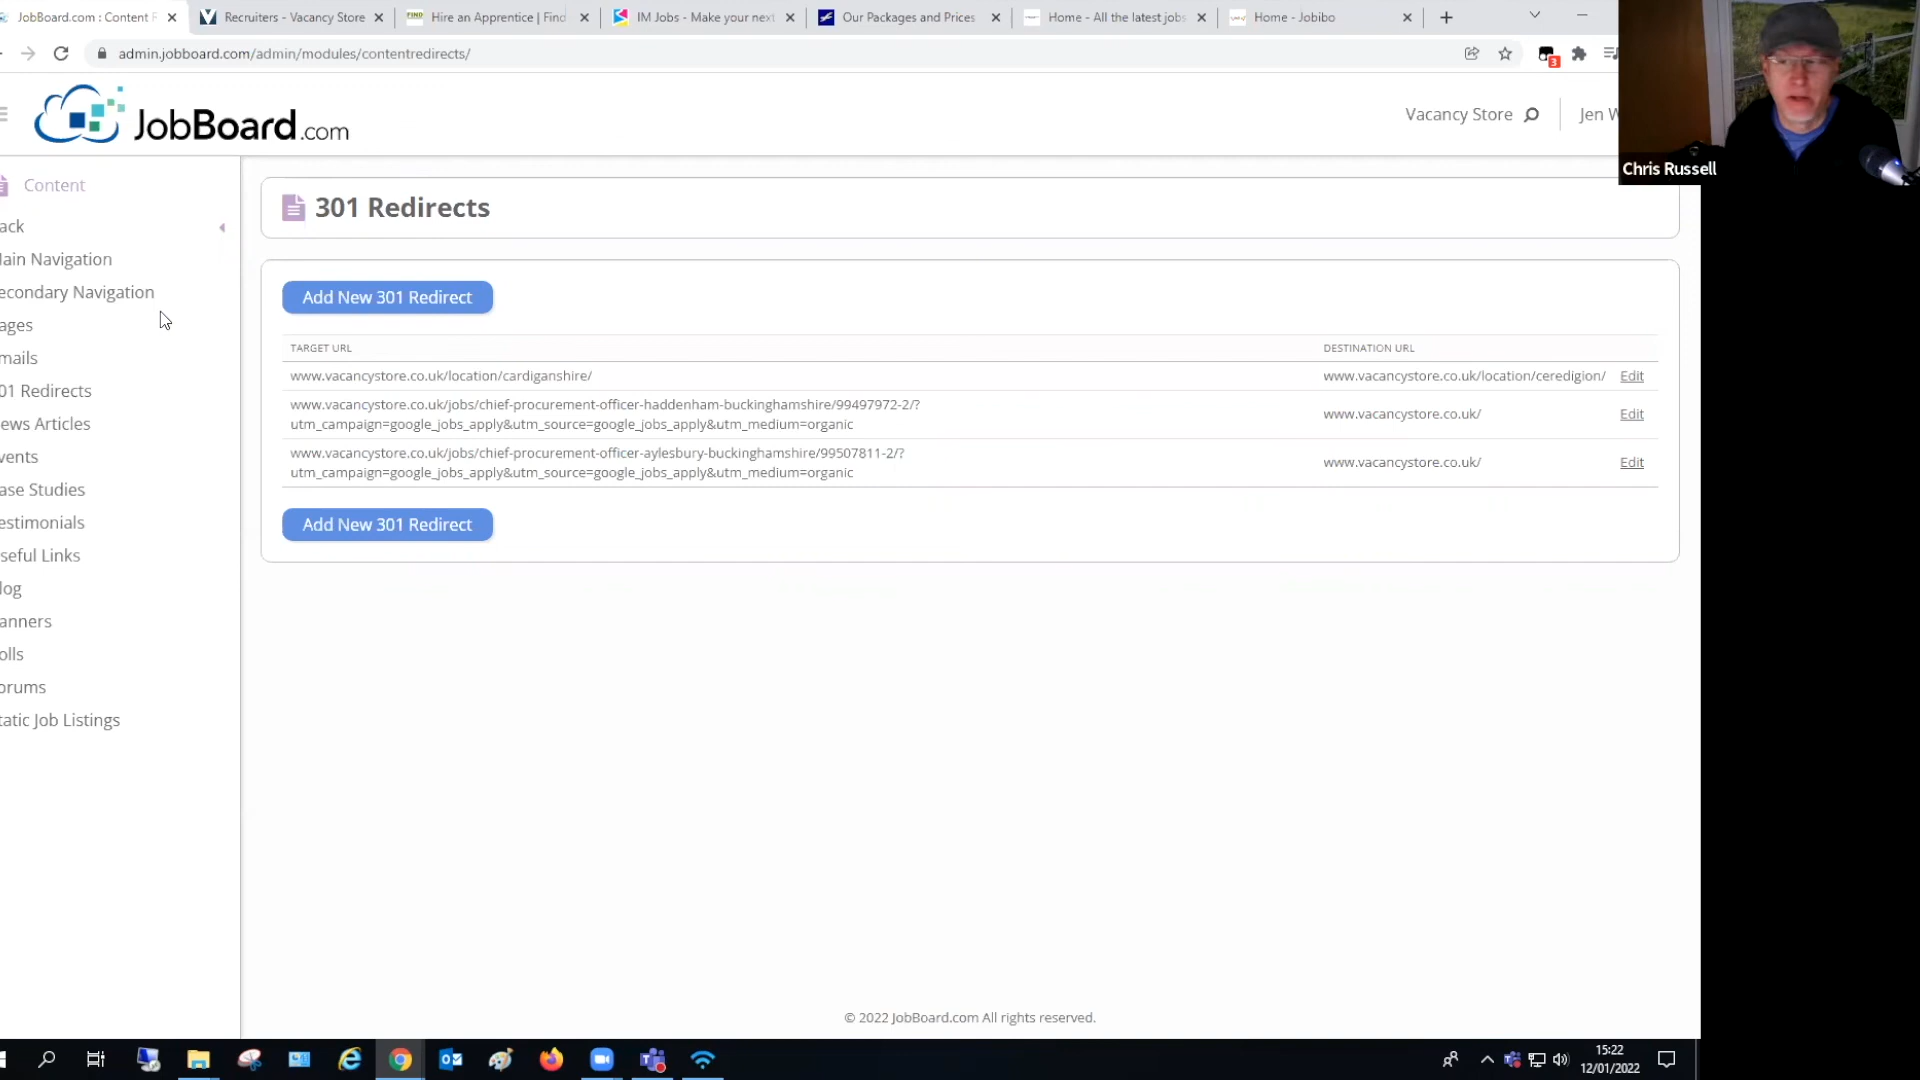 JobBoard.com : Content F
Recruiters - Vacancy Store
Hire an Apprentice | Find
IM Jobs - Make your next
Our Packages and Prices
Home - All the latest jobs
Home - Jobibo
admin.jobboard.com/admin/modules/contentredirects/
3
JobBoard.com
Vacancy Store
Jen W
Chris Russell
Content
ack
ain Navigation
econdary Navigation
ages
mails
01 Redirects
ews Articles
vents
ase Studies
estimonials
seful Links
log
anners
olls
orums
tatic Job Listings
301 Redirects
Add New 301 Redirect
TARGET URL DESTINATION URL
www.vacancystore.co.uk/location/cardiganshire/ www.vacancystore.co.uk/location/ceredigion/ Edit
www.vacancystore.co.uk/jobs/chief-procurement-officer-haddenham-buckinghamshire/99497972-2/?
utm_campaign=google_jobs_apply&utm_source=google_jobs_apply&utm_medium=organic
www.vacancystore.co.uk/ Edit
www.vacancystore.co.uk/jobs/chief-procurement-officer-aylesbury-buckinghamshire/99507811-2/?
utm_campaign=google_jobs_apply&utm_source=google_jobs_apply&utm_medium=organic
www.vacancystore.co.uk/ Edit
Add New 301 Redirect
© 2022 JobBoard.com All rights reserved.
15:22
12/01/2022